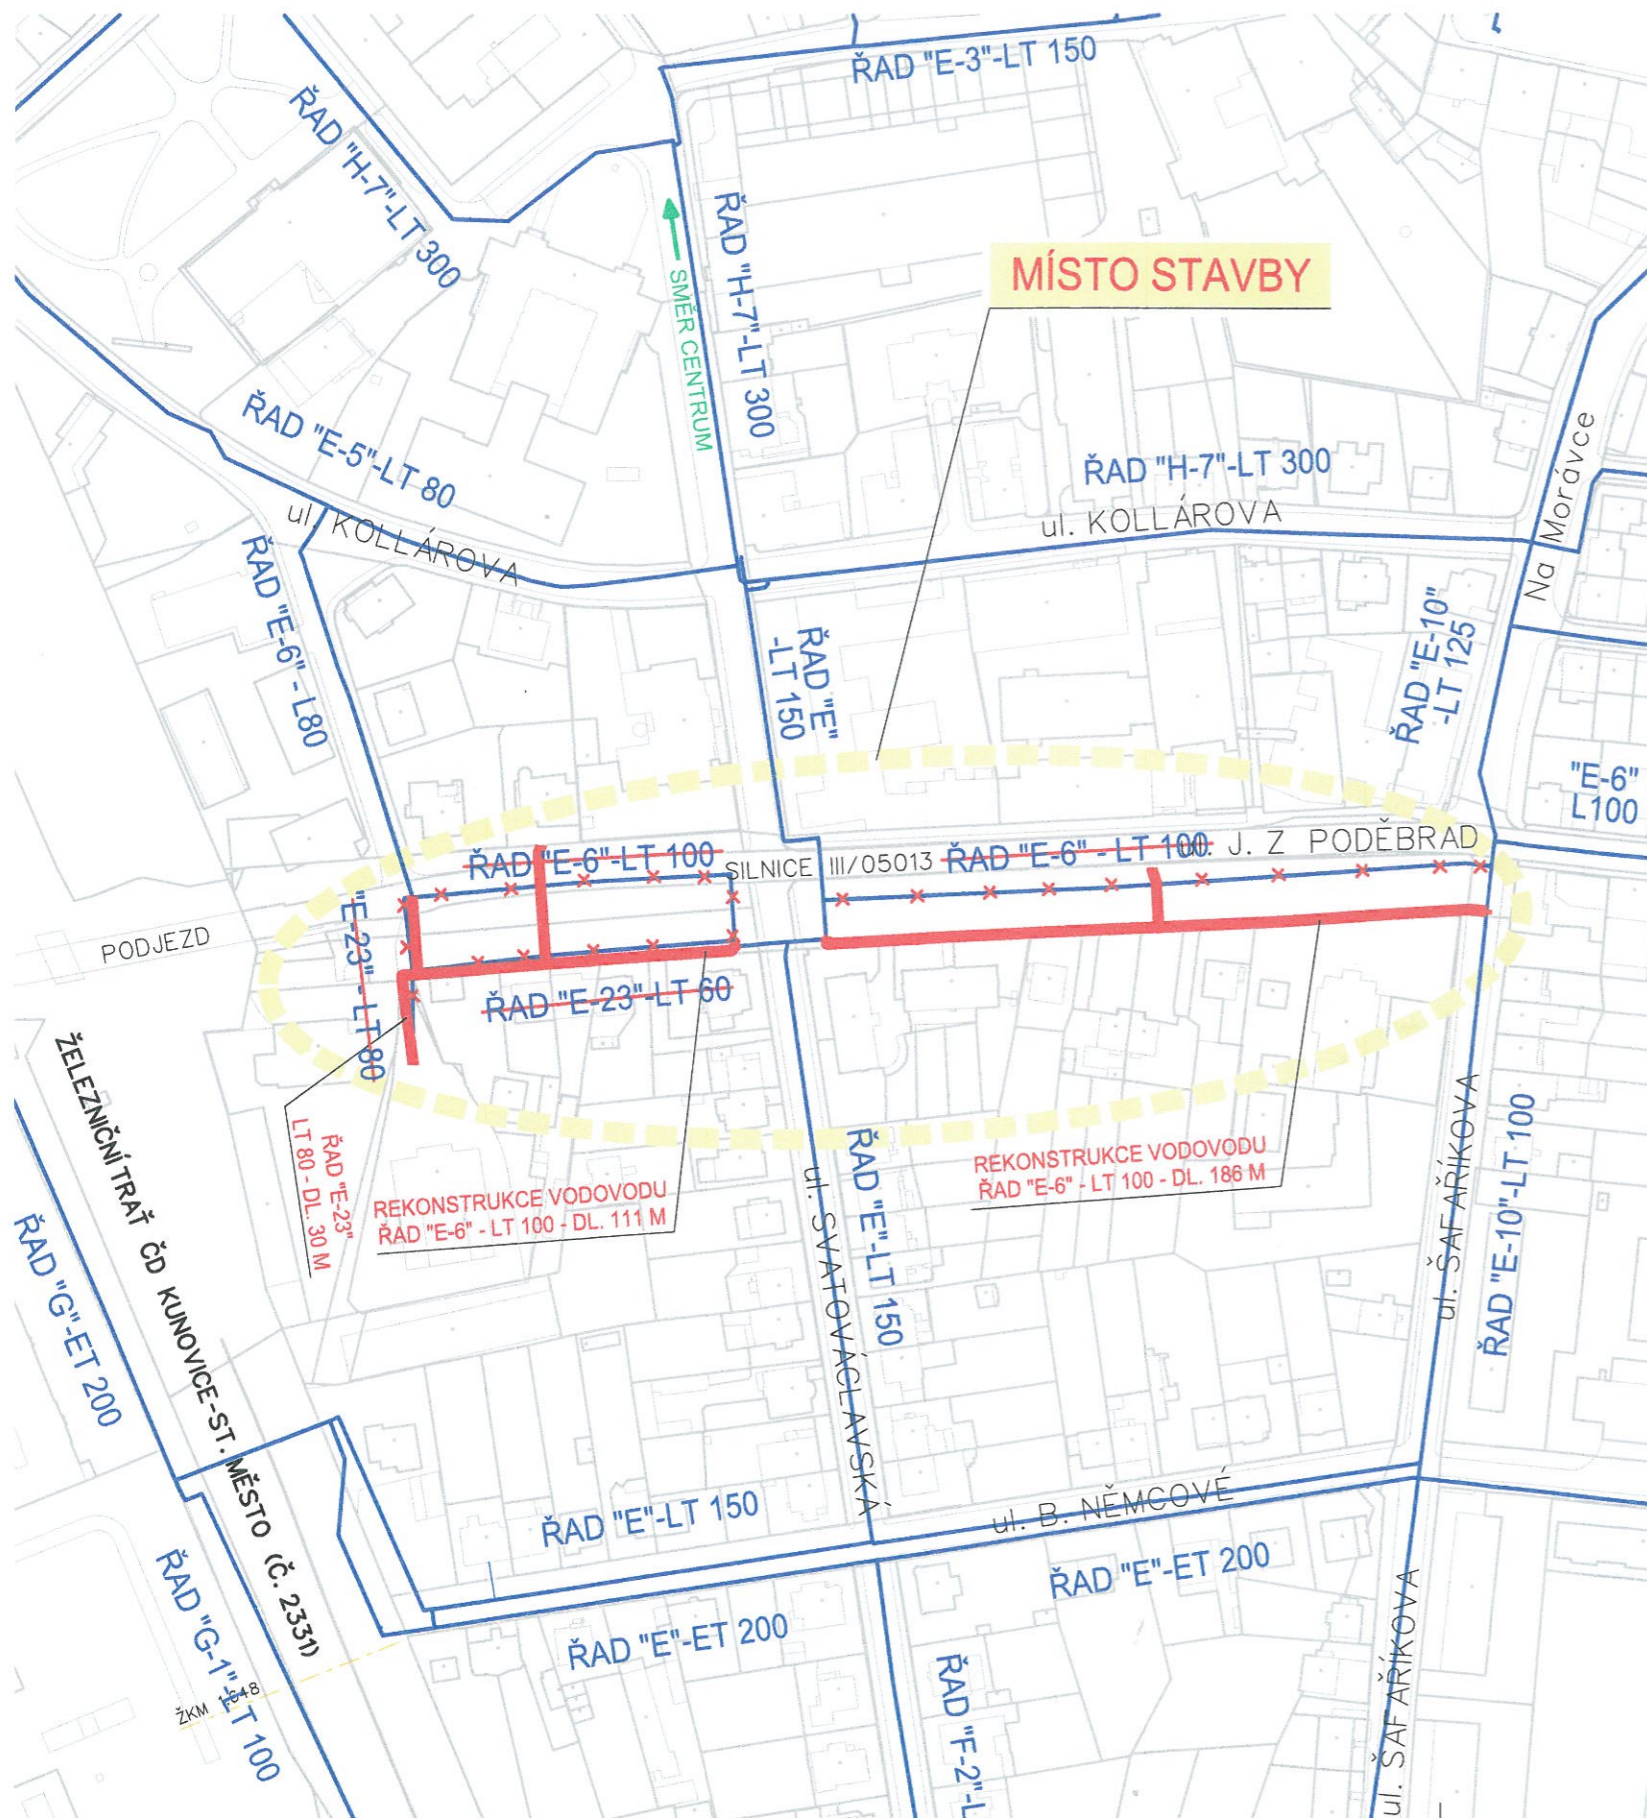 ŘAD "E-3"-LT 150
ŘAD "H-7"-LT 300
ŘAD "H-7"-LT 300
SMĚR CENTRUM
MÍSTO STAVBY
ŘAD "E-5"-LT 80
ŘAD "H-7"-LT 300
ul. KOLLÁROVA
ul. KOLLÁROVA
Na Morávce
ŘAD "E-6" - L80
ŘAD "E"
-LT 150
ŘAD "E-10"
-LT 125
"E-6"
L100
ŘAD "E-6"-LT 100
SILNICE III/05013
ŘAD "E-6" - LT 100
J. Z PODĚBRAD
PODJEZD
"E-23" - LT 80
ŘAD "E-23"-LT 60
ŽELEZNIČNÍ TRAŤ ČD KUNOVICE-ST. MĚSTO (Č. 2331)
ŘAD "E-23"
LT 80 - DL. 30 M
REKONSTRUKCE VODOVODU
ŘAD "E-6" - LT 100 - DL. 111 M
REKONSTRUKCE VODOVODU
ŘAD "E-6" - LT 100 - DL. 186 M
ul. SVATOVÁCLAVSKÁ
ŘAD "E"-LT 150
ul. ŠAFAŘÍKOVA
ŘAD "E-10"-LT 100
ŘAD "G"-ET 200
ŘAD "E"-LT 150
ul. B. NĚMCOVÉ
ŘAD "E"-ET 200
ŘAD "E"-ET 200
ŘAD "G-1"-LT 100
ŽKM
ŘAD "F-2"-L
ul. ŠAFAŘÍKOVA